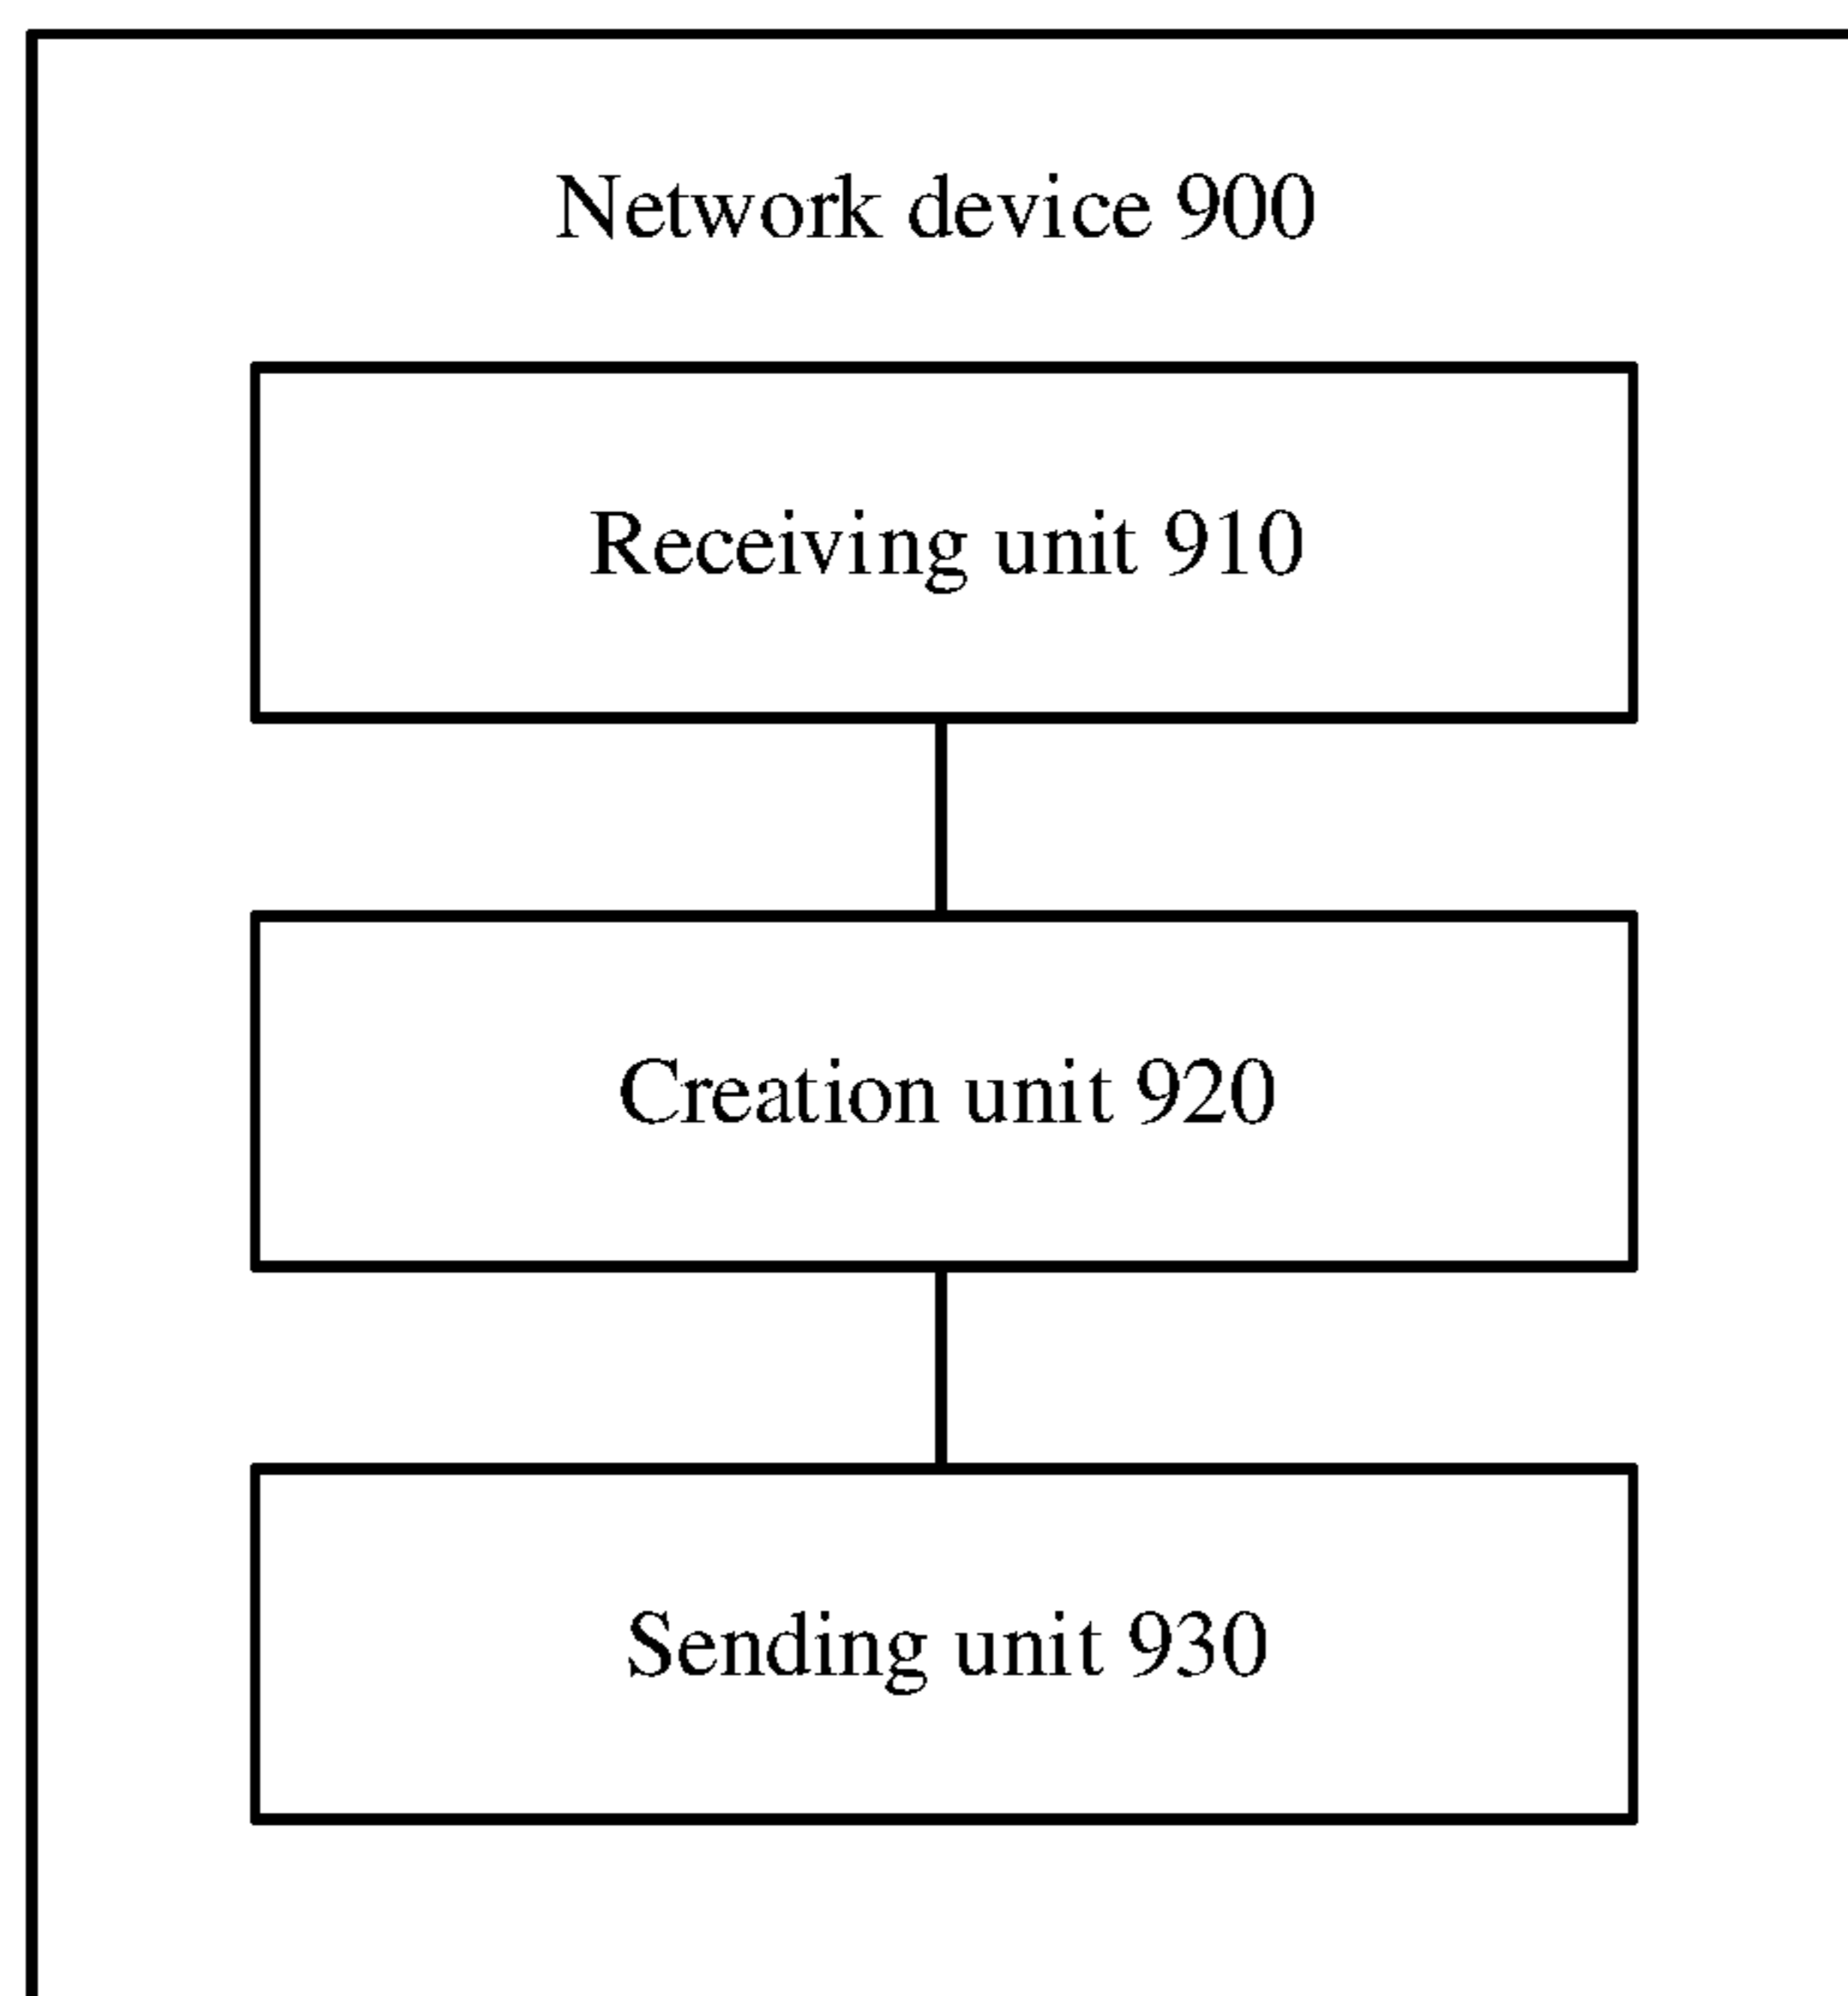 Network device 900
Receiving unit 910
Creation unit 920
Sending unit 930